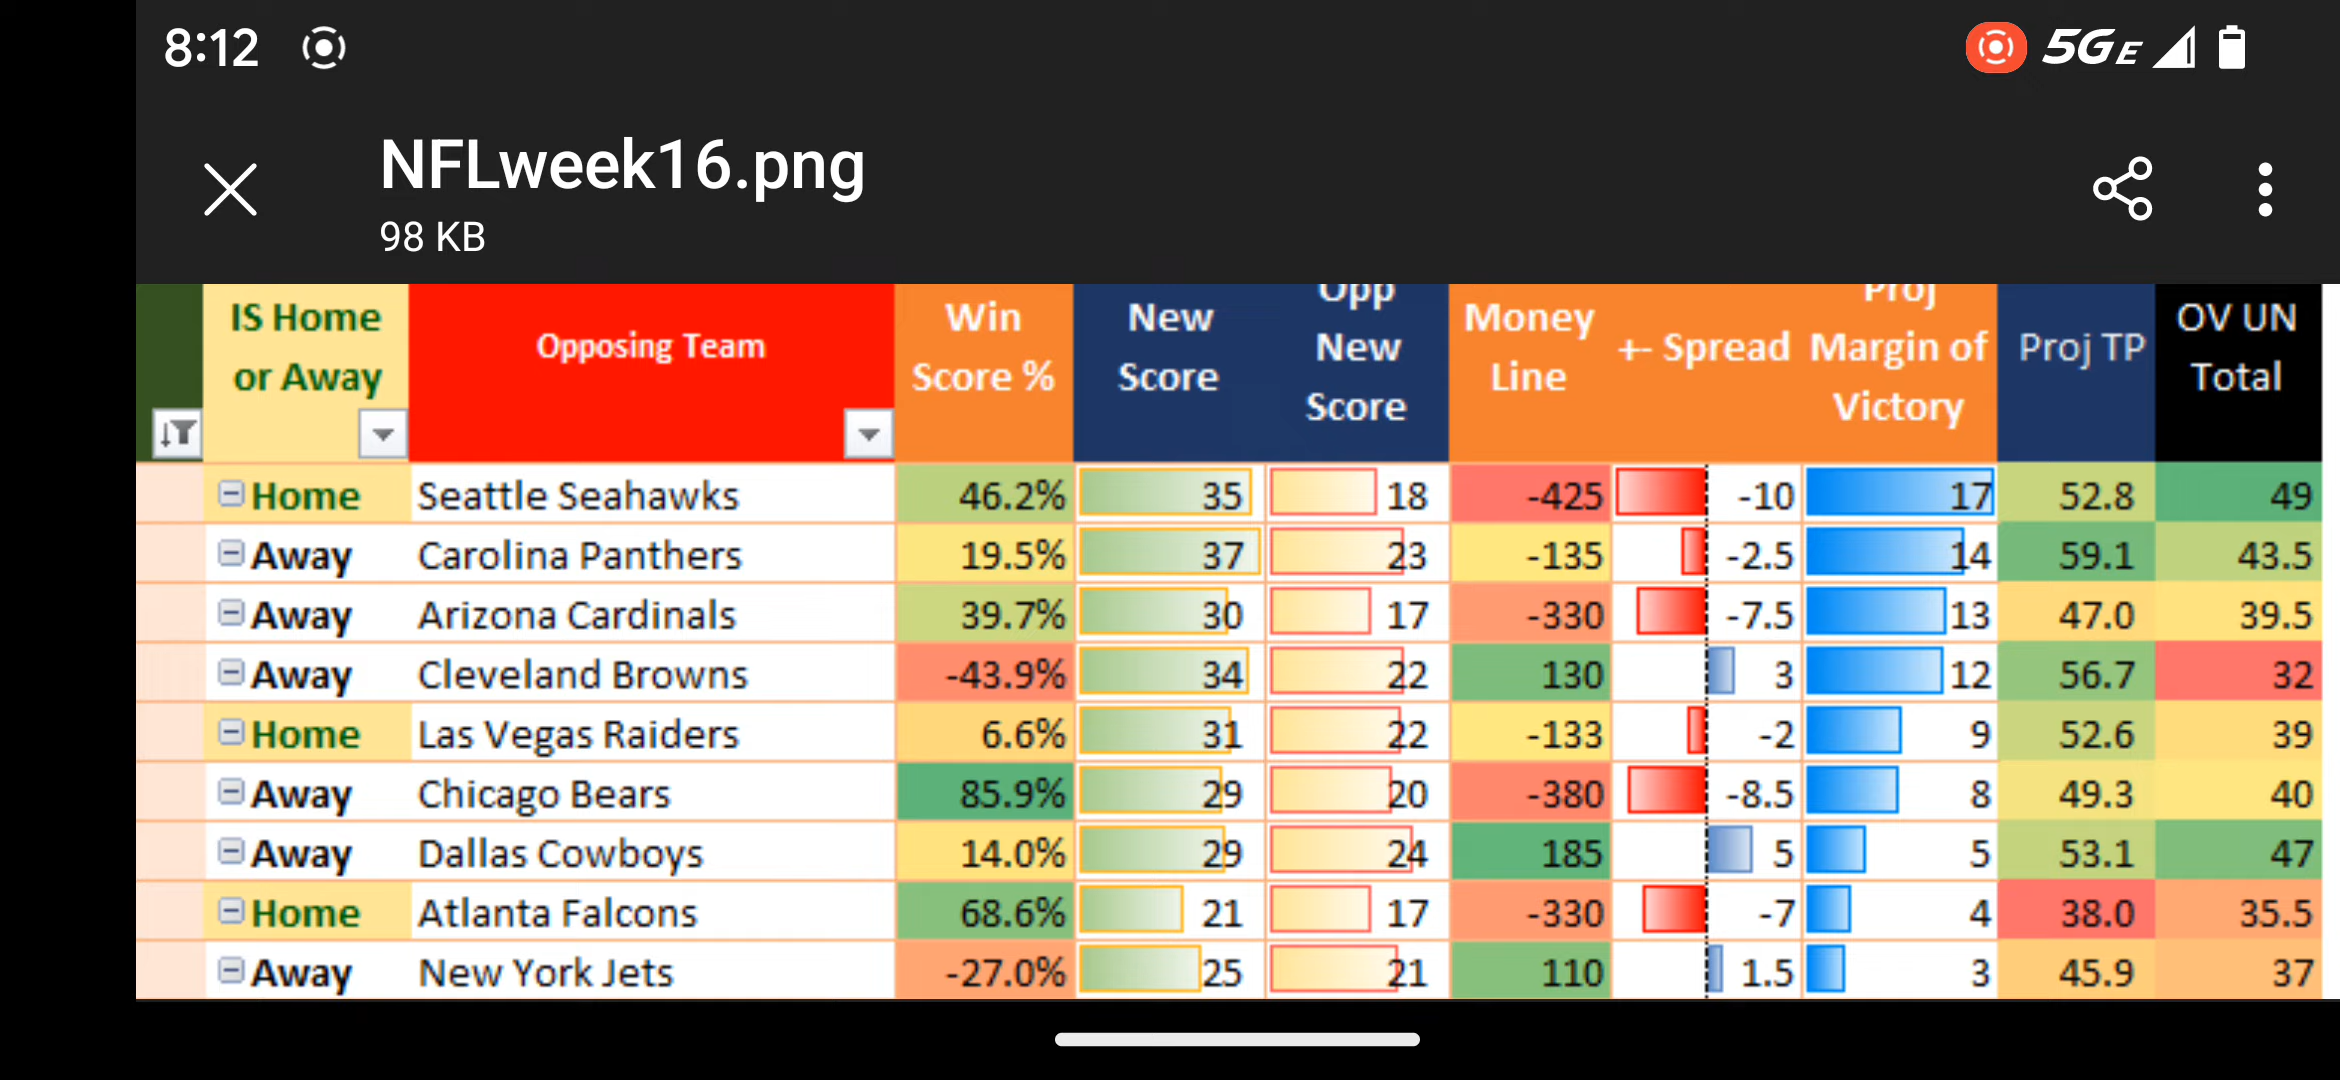 8:12 5G E
NFLweek16.png
98 KB
IS Home or Away Opposing Team Win Score % New Score Opp New Score Money Line +- Spread Proj Margin of Victory Proj TP OV UN Total
Home Seattle Seahawks 46.2% 35 18 -425 -10 17 52.8 49
Away Carolina Panthers 19.5% 37 23 -135 -2.5 14 59.1 43.5
Away Arizona Cardinals 39.7% 30 17 -330 -7.5 13 47.0 39.5
Away Cleveland Browns -43.9% 34 22 130 3 12 56.7 32
Home Las Vegas Raiders 6.6% 31 22 -133 -2 9 52.6 39
Away Chicago Bears 85.9% 29 20 -380 -8.5 8 49.3 40
Away Dallas Cowboys 14.0% 29 24 185 5 5 53.1 47
Home Atlanta Falcons 68.6% 21 17 -330 -7 4 38.0 35.5
Away New York Jets -27.0% 25 21 110 1.5 3 45.9 37